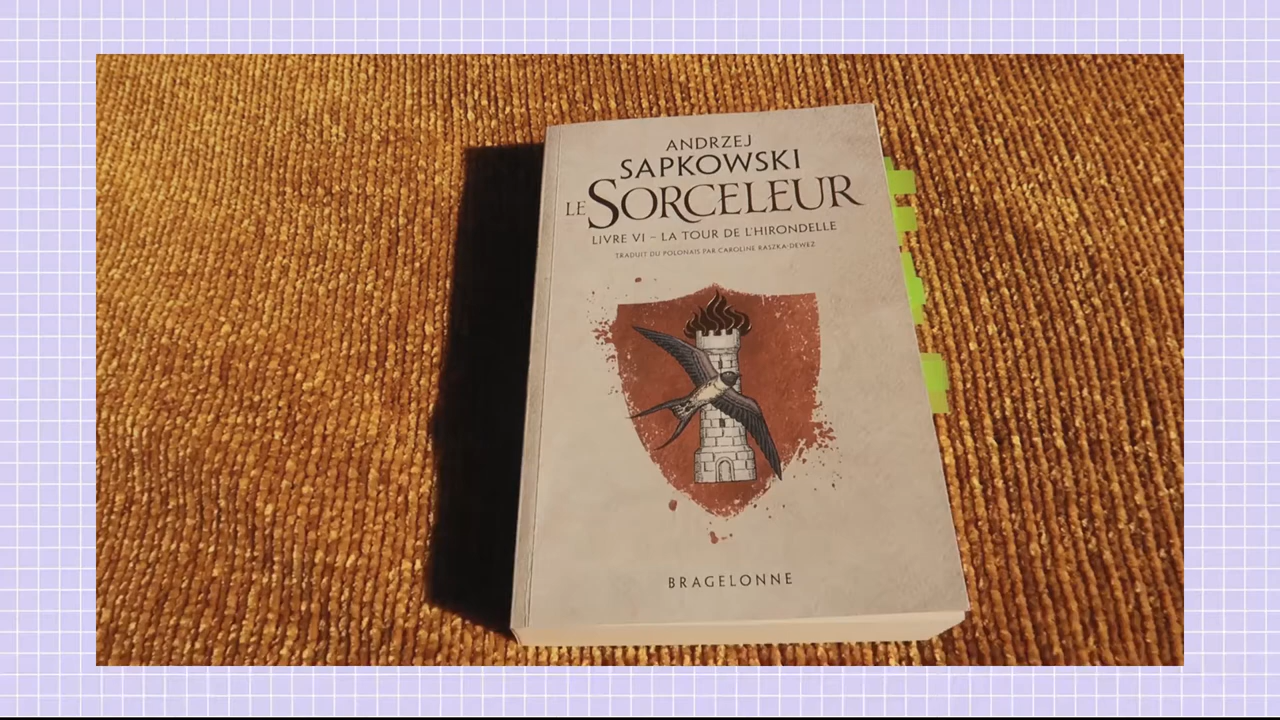 ANDRZEJ
SAPKOWSKI
LE SORCELEUR
LIVRE VI – LA TOUR DE L'HIRONDELLE
TRADUIT DU POLONAIS PAR CAROLINE RASZKA-DEWEZ
BRAGELONNE